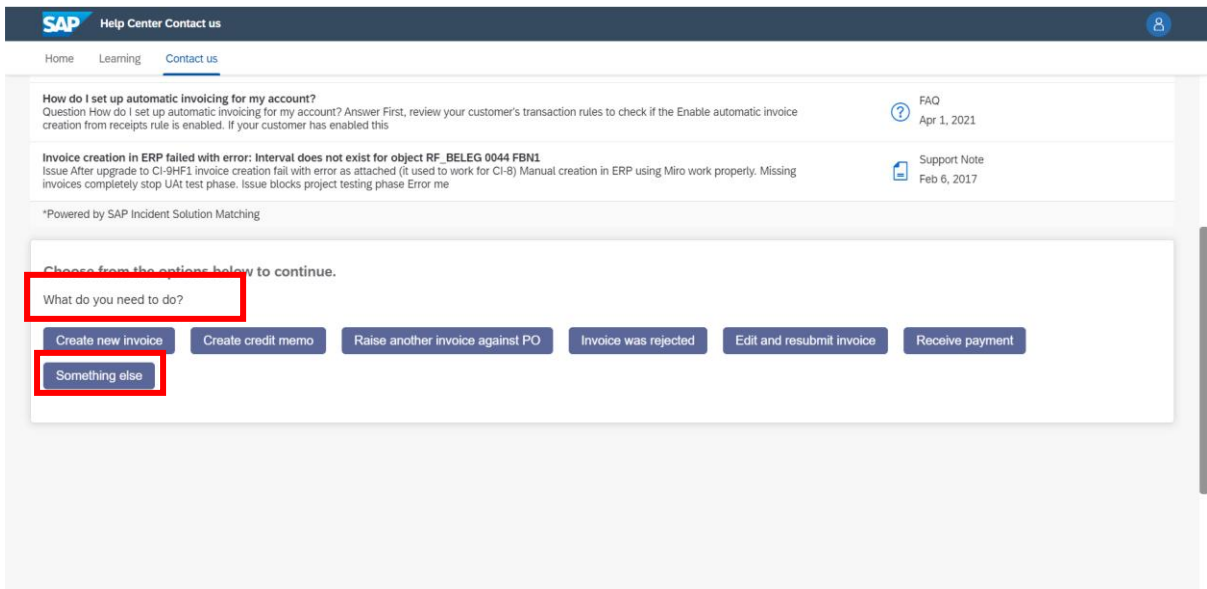 SAP Help Center Contact us
Home Learning Contact us
How do I set up automatic invoicing for my account?
Question How do I set up automatic invoicing for my account? Answer First, review your customer's transaction rules to check if the Enable automatic invoice
creation from receipts rule is enabled. If your customer has enabled this
FAQ
Apr 1, 2021
Invoice creation in ERP failed with error: Interval does not exist for object RF_BELEG 0044 FBN1
Issue After upgrade to CI-9HF1 invoice creation fail with error as attached (it used to work for CI-8) Manual creation in ERP using Miro work properly. Missing
invoices completely stop UAt test phase. Issue blocks project testing phase Error me
Support Note
Feb 6, 2017
*Powered by SAP Incident Solution Matching
Choose from the options below to continue.
What do you need to do?
Create new invoice Create credit memo Raise another invoice against PO Invoice was rejected Edit and resubmit invoice Receive payment
Something else